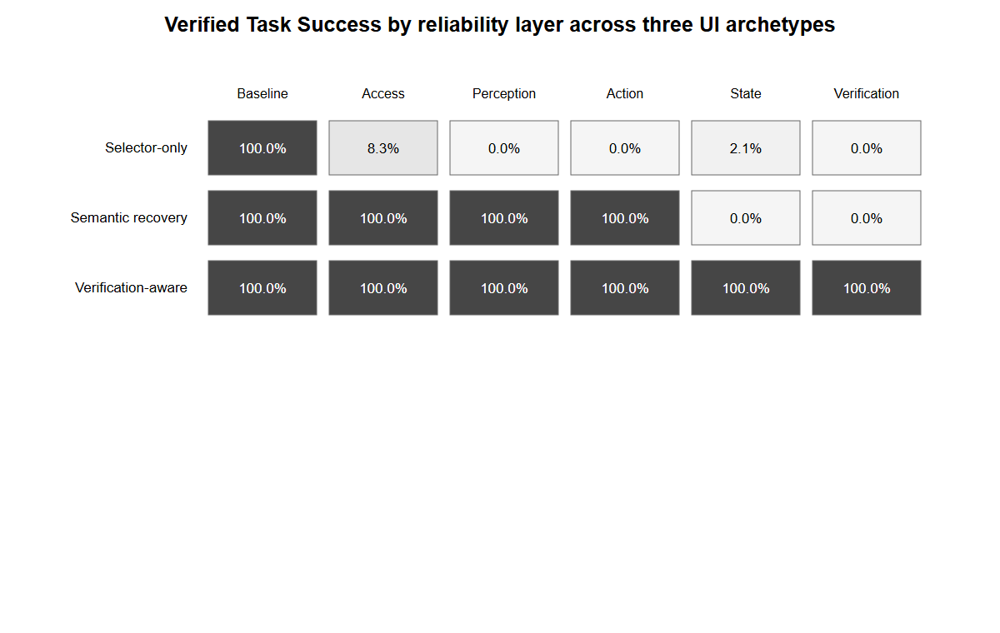 Verified Task Success by reliability layer across three UI archetypes
Baseline Access Perception Action State Verification
Selector-only 100.0% 8.3% 0.0% 0.0% 2.1% 0.0%
Semantic recovery 100.0% 100.0% 100.0% 100.0% 0.0% 0.0%
Verification-aware 100.0% 100.0% 100.0% 100.0% 100.0% 100.0%